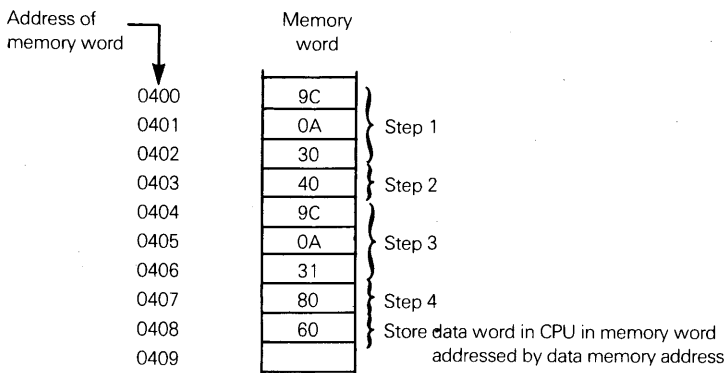 Address of Memory
memory word word
0400 9C
0401 0A Step 1
0402 30
0403 40 Step 2
0404 9C
0405 0A Step 3
0406 31
0407 80 Step 4
0408 60 Store data word in CPU in memory word
0409 addressed by data memory address